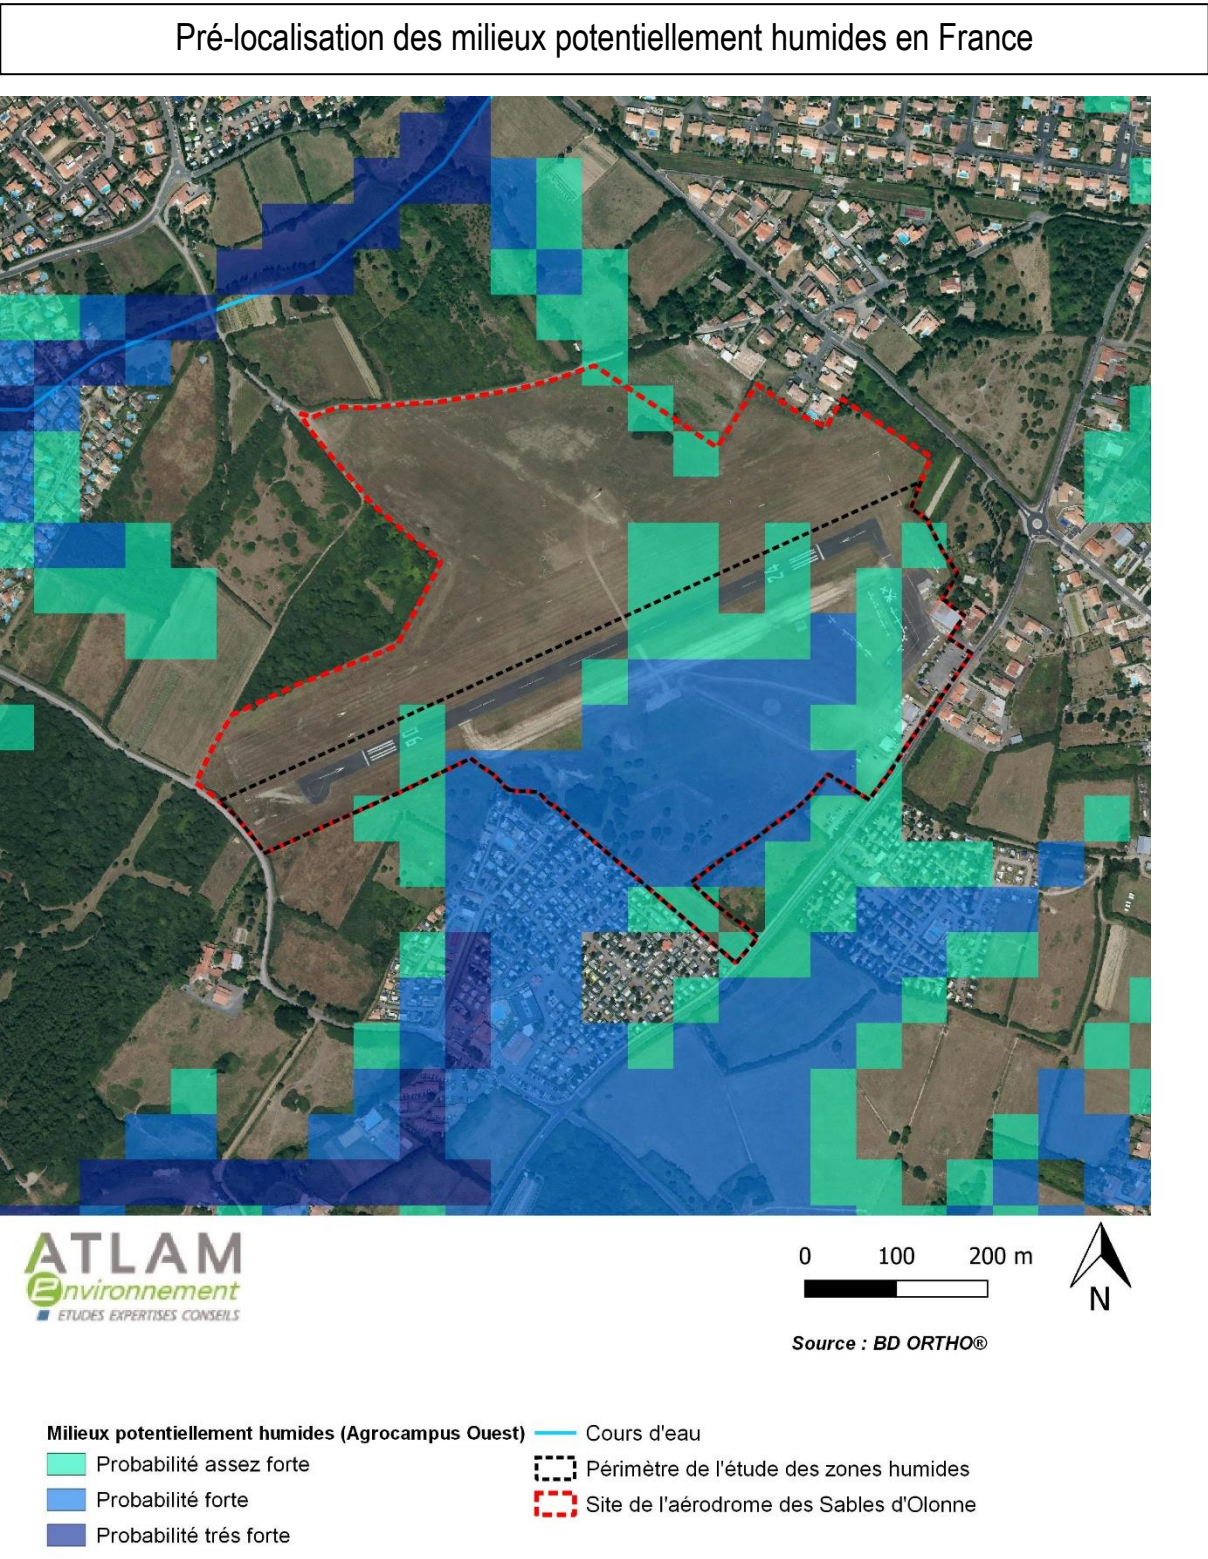 Pré-localisation des milieux potentiellement humides en France
24
06
ATLAM
environnement
ETUDES EXPERTISES CONSEILS
0 100 200 m
N
Source : BD ORTHO®
Milieux potentiellement humides (Agrocampus Ouest)
Probabilité assez forte
Probabilité forte
Probabilité trés forte
Cours d'eau
Périmètre de l'étude des zones humides
Site de l'aérodrome des Sables d'Olonne